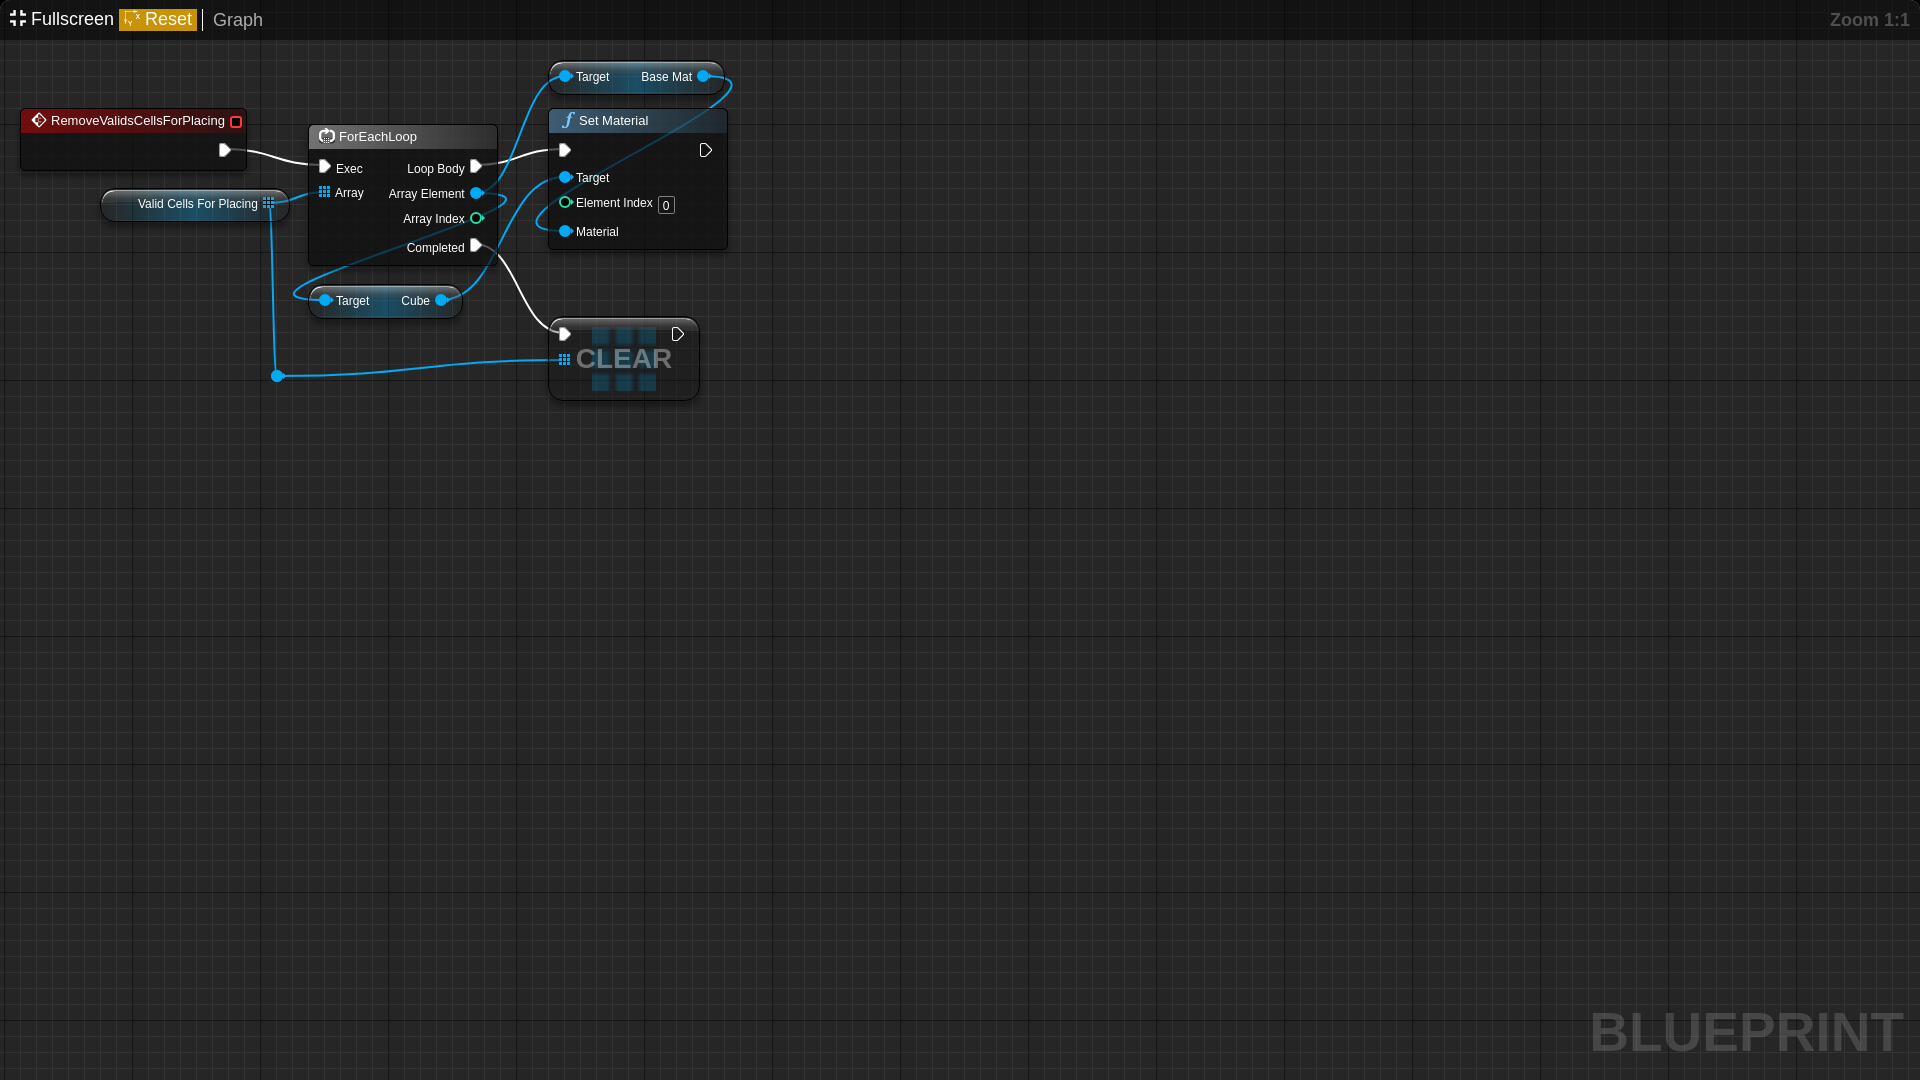 Fullscreen Reset Graph
Zoom 1:1
Target Base Mat
RemoveValidsCellsForPlacing
Set Material
ForEachLoop
Exec Loop Body
Array Array Element
Array Index
Completed
Target
Element Index 0
Material
Valid Cells For Placing
Target Cube
CLEAR
BLUEPRINT